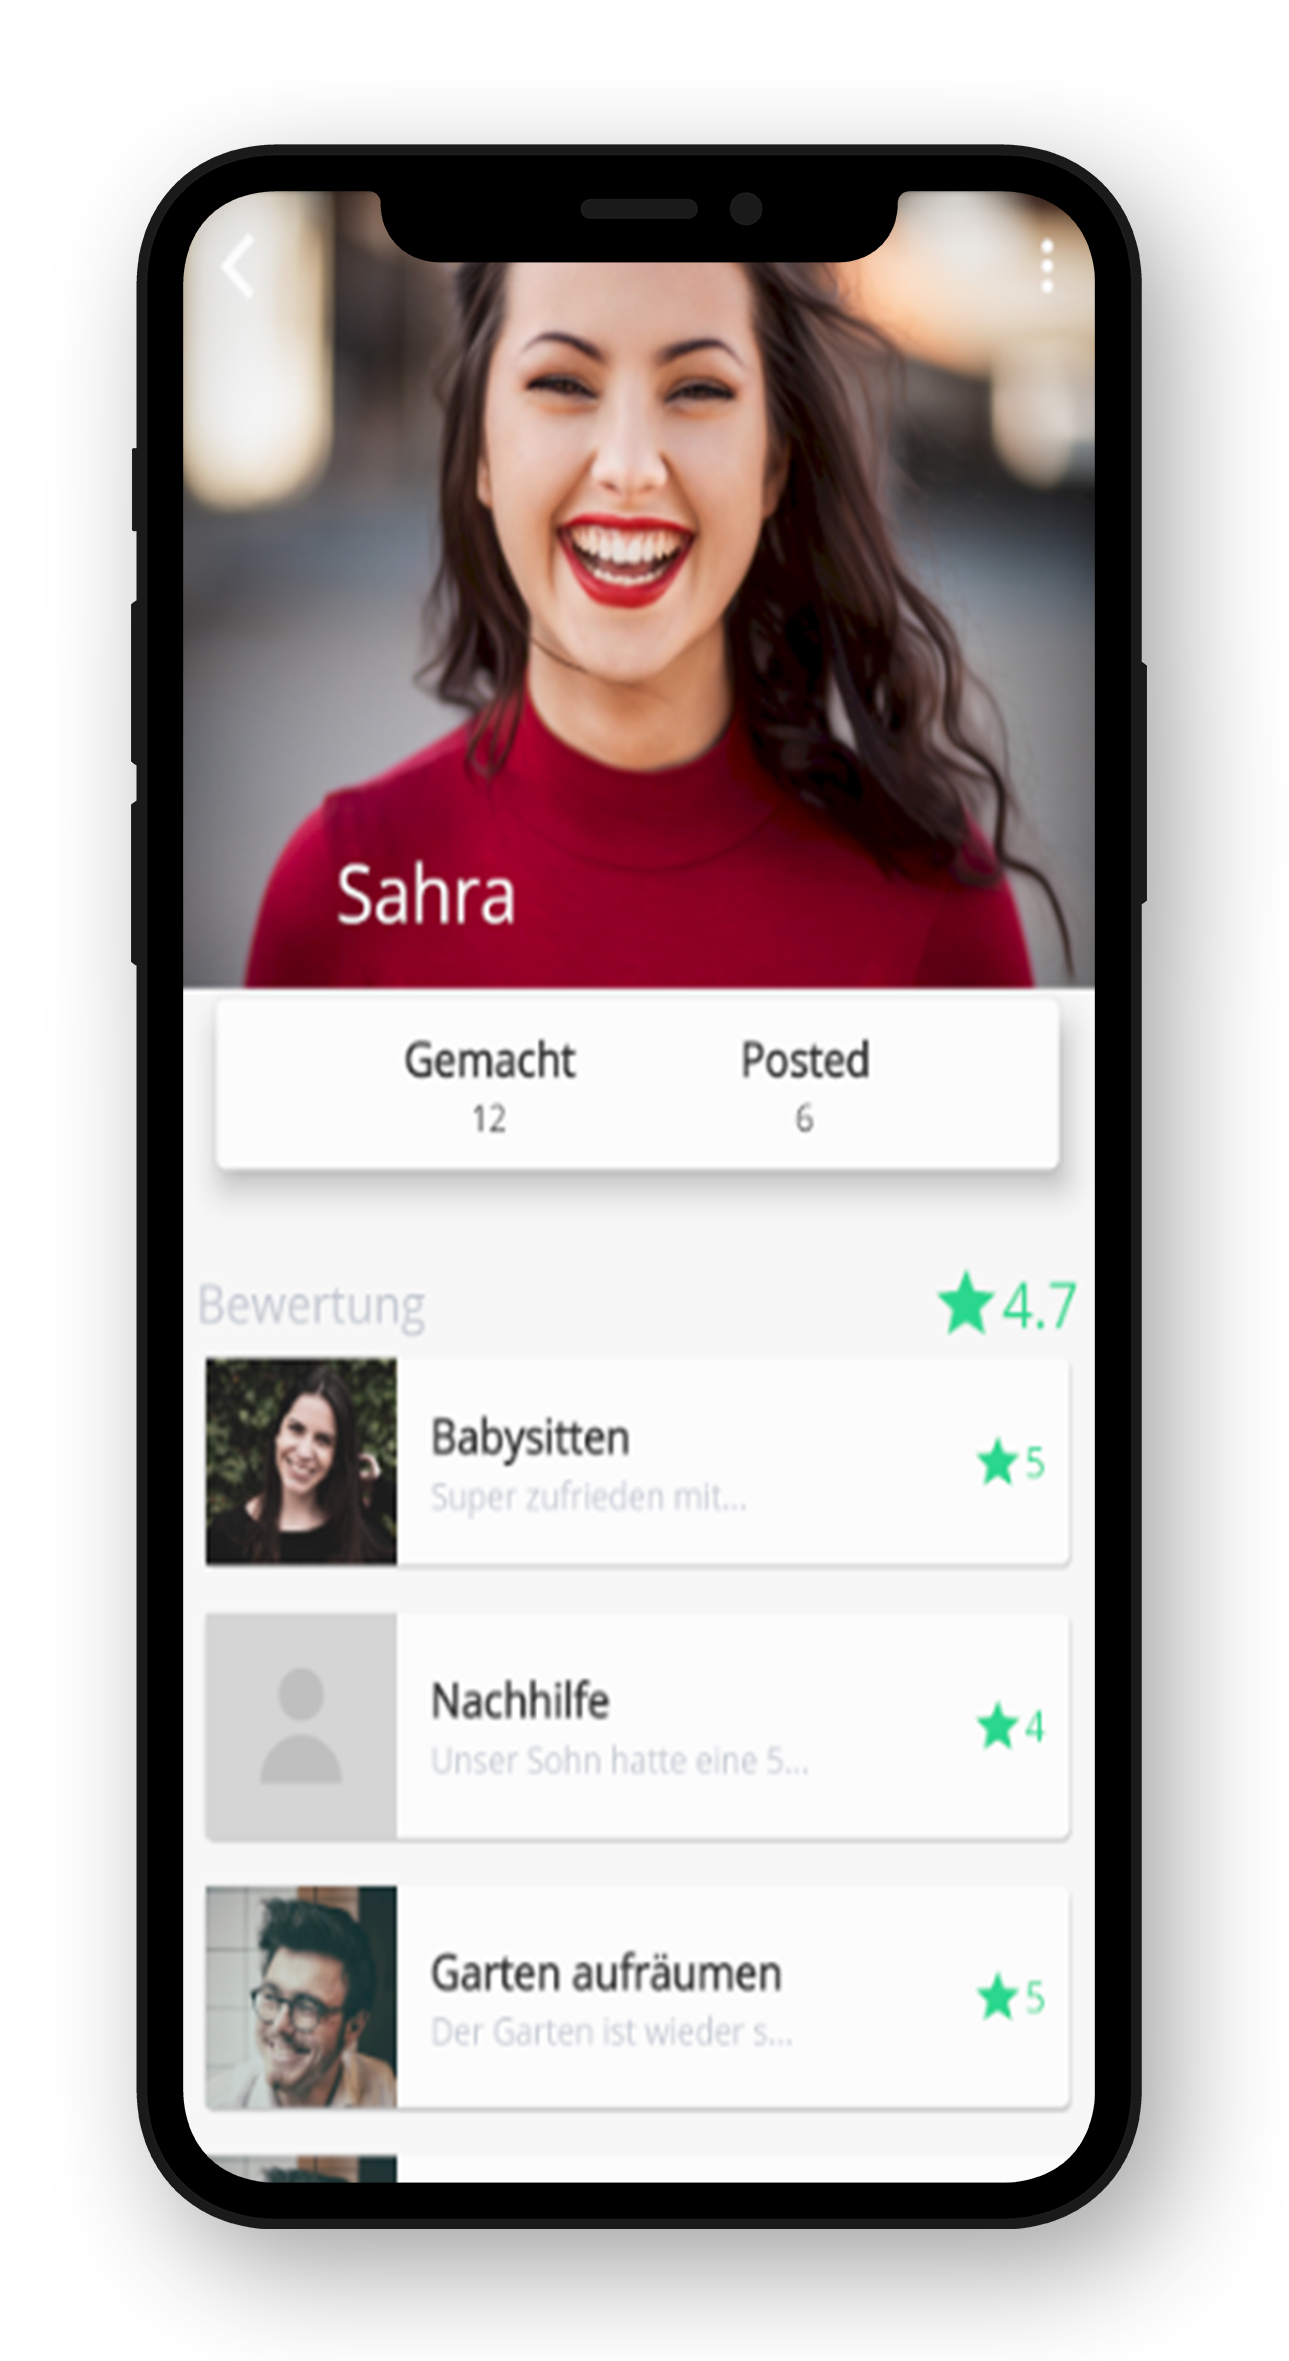 Sahra
Gemacht Posted
12 6
Bewertung 4.7
Babysitten
Super zufrieden mit...
5
Nachhilfe
Unser Sohn hatte eine 5...
4
Garten aufräumen
Der Garten ist wieder s...
5